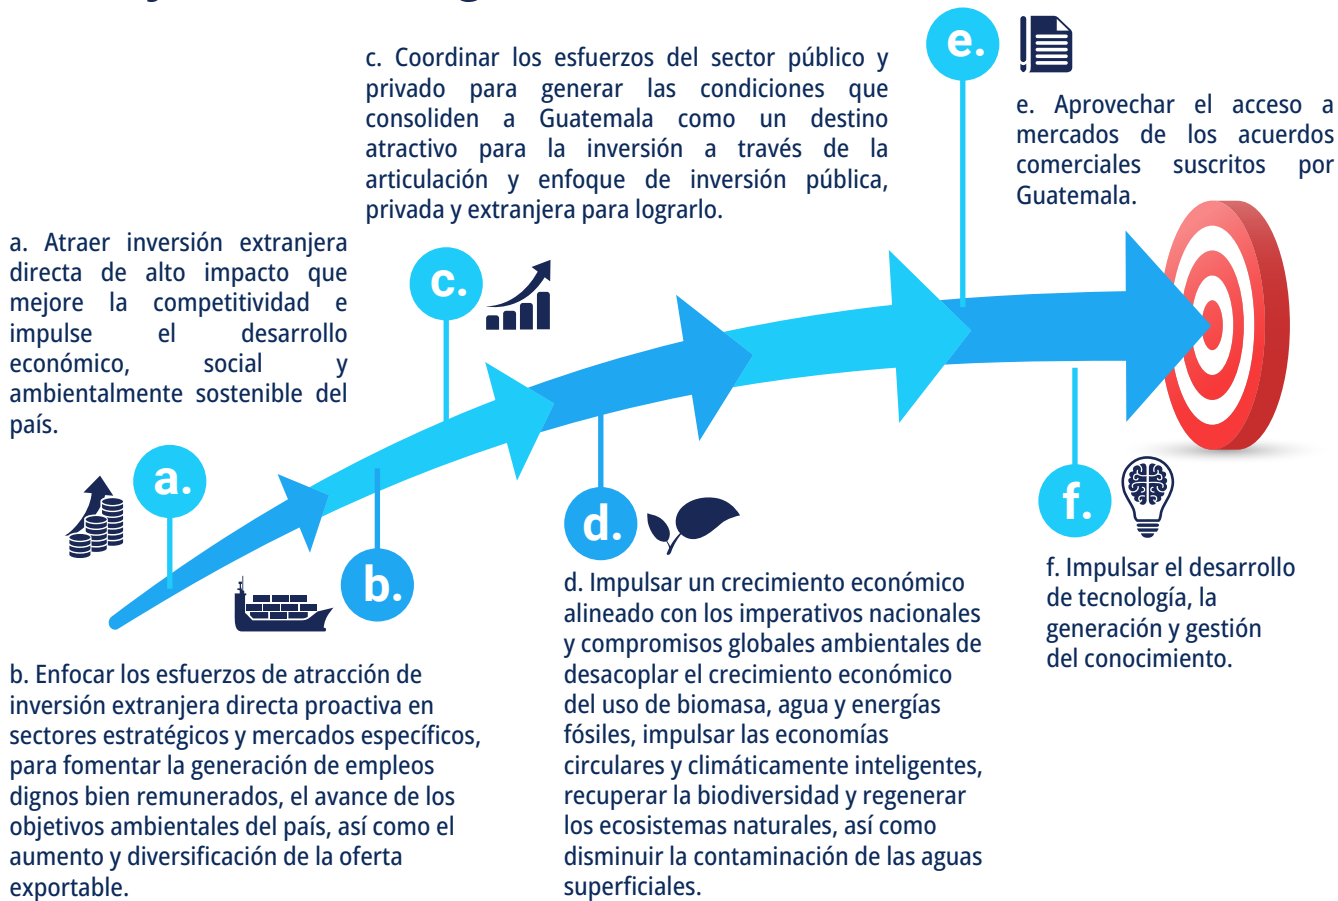 a. Atraer inversión extranjera
directa de alto impacto que
mejore la competitividad e
impulse el desarrollo
económico, social y
ambientalmente sostenible del
país.
a.
b.
b. Enfocar los esfuerzos de atracción de
inversión extranjera directa proactiva en
sectores estratégicos y mercados específicos,
para fomentar la generación de empleos
dignos bien remunerados, el avance de los
objetivos ambientales del país, así como el
aumento y diversificación de la oferta
exportable.
c. Coordinar los esfuerzos del sector público y
privado para generar las condiciones que
consoliden a Guatemala como un destino
atractivo para la inversión a través de la
articulación y enfoque de inversión pública,
privada y extranjera para lograrlo.
c.
d.
d. Impulsar un crecimiento económico
alineado con los imperativos nacionales
y compromisos globales ambientales de
desacoplar el crecimiento económico
del uso de biomasa, agua y energías
fósiles, impulsar las economías
circulares y climáticamente inteligentes,
recuperar la biodiversidad y regenerar
los ecosistemas naturales, así como
disminuir la contaminación de las aguas
superficiales.
e.
e. Aprovechar el acceso a
mercados de los acuerdos
comerciales suscritos por
Guatemala.
f.
f. Impulsar el desarrollo
de tecnología, la
generación y gestión
del conocimiento.